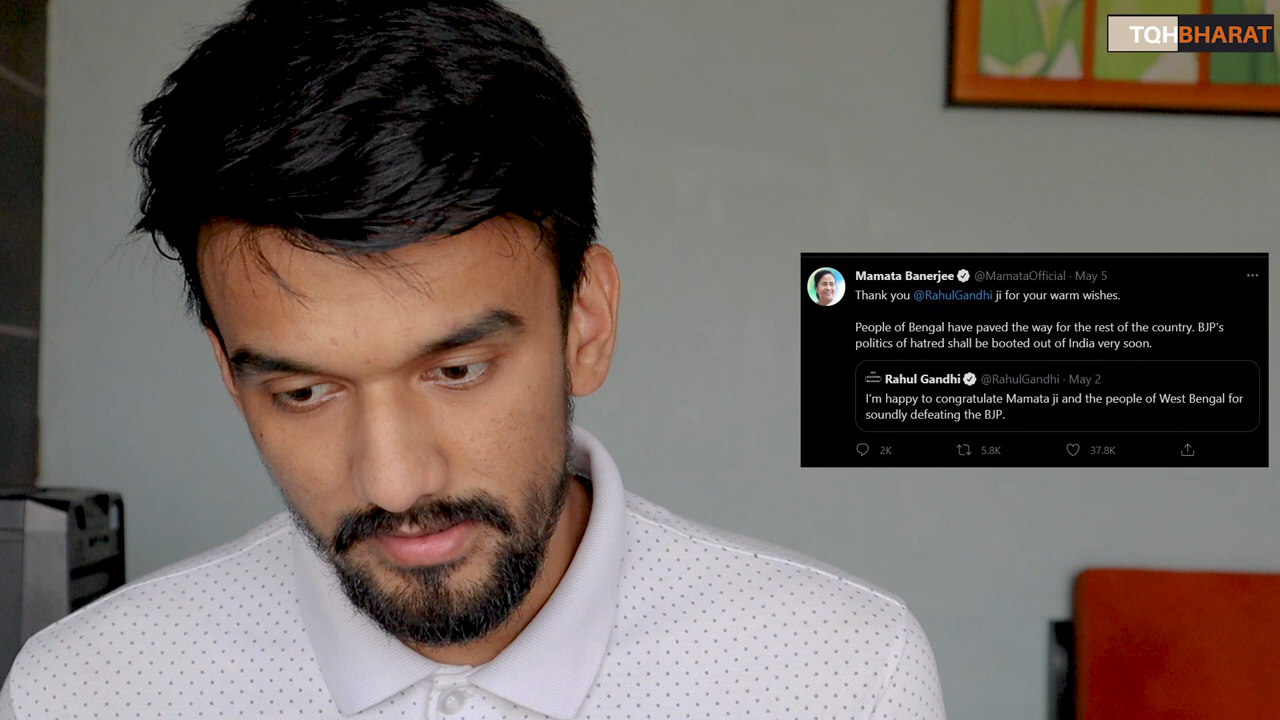 TQHBHARAT
Mamata Banerjee @MamataOfficial · May 5
Thank you @RahulGandhi ji for your warm wishes.
People of Bengal have paved the way for the rest of the country. BJP's
politics of hatred shall be booted out of India very soon.
Rahul Gandhi @RahulGandhi · May 2
I'm happy to congratulate Mamata ji and the people of West Bengal for
soundly defeating the BJP.
2K 5.8K 37.8K